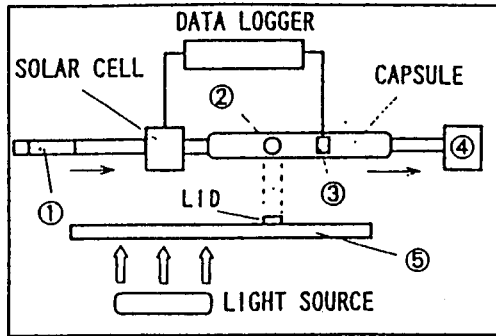 DATA LOGGER
SOLAR CELL
CAPSULE
②
④
③
①
LID
⑤
LIGHT SOURCE